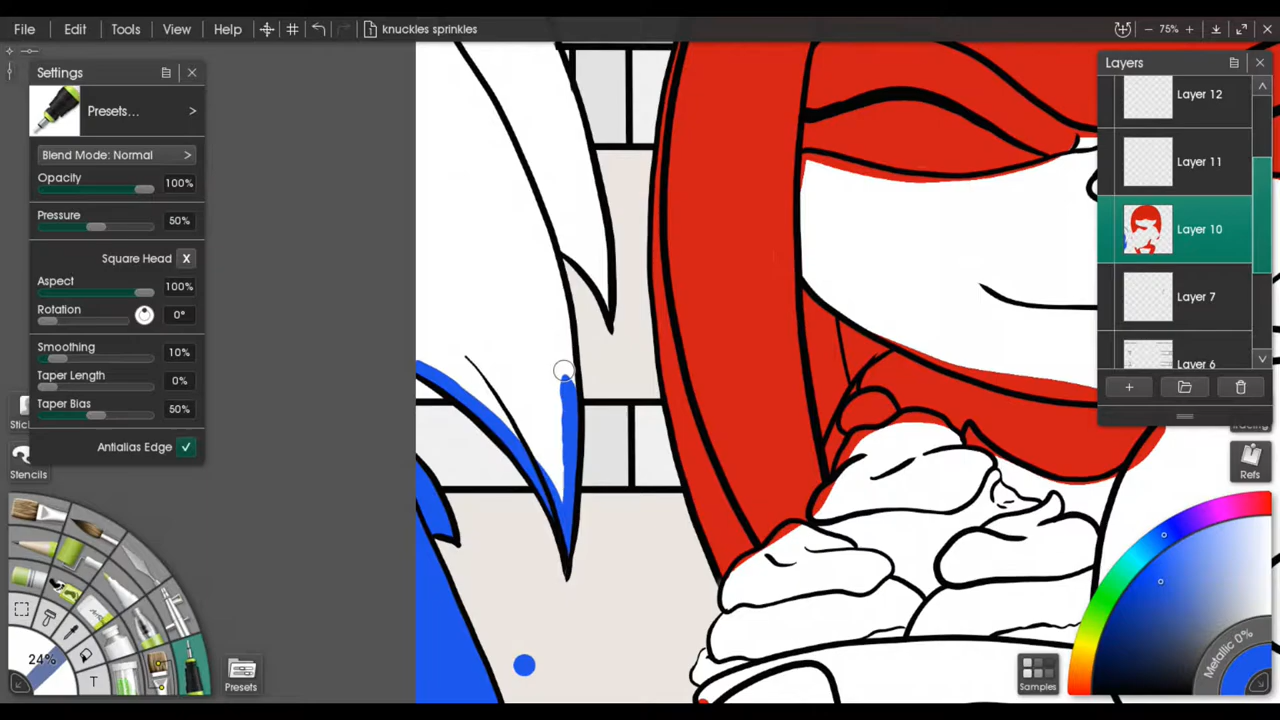 File Edit Tools View Help knuckles sprinkles 75%
Settings
Presets...
Blend Mode: Normal
Opacity 100%
Pressure 50%
Square Head X
Aspect 100%
Rotation 0°
Smoothing 10%
Taper Length 0%
Taper Bias 50%
Antialias Edge
Stencils
24%
T
Presets
Layers
Layer 12
Layer 11
Layer 10
Layer 7
Layer 6
Refs
Samples
Metallic 0%